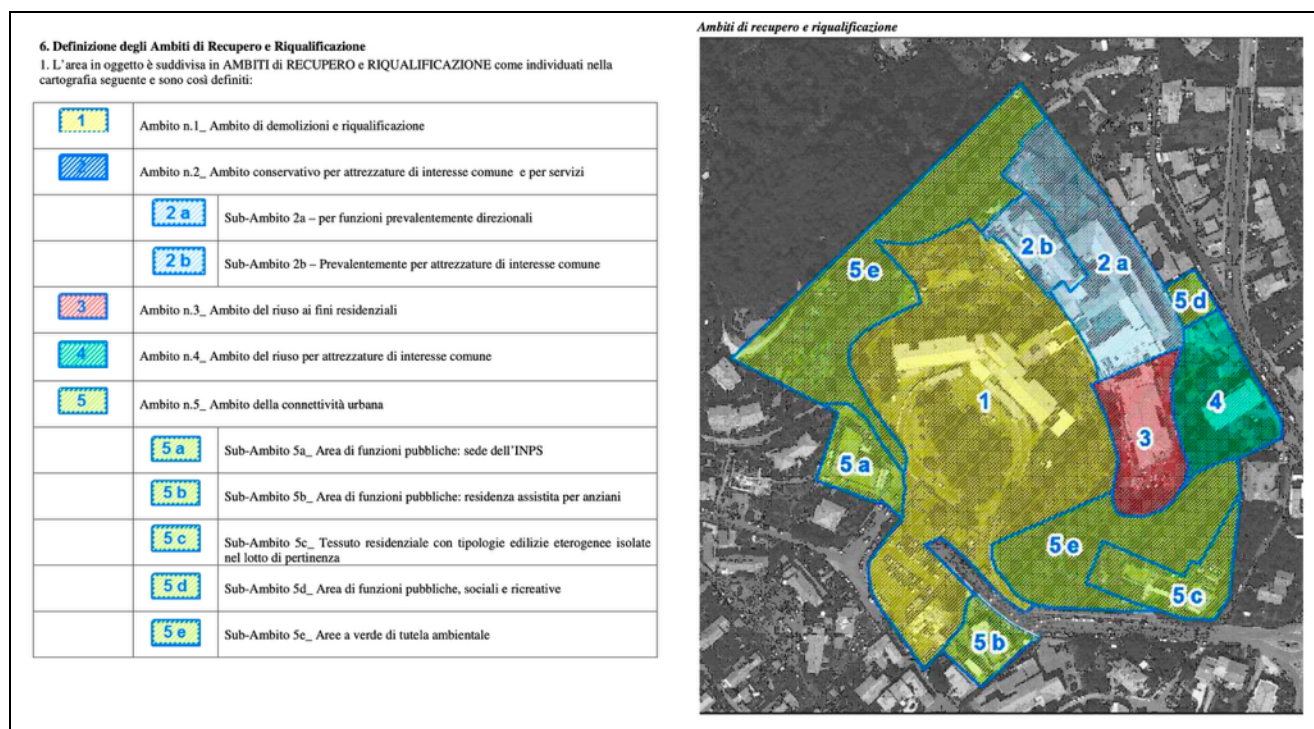 6. Definizione degli Ambiti di Recupero e Riqualificazione
1. L'area in oggetto è suddivisa in AMBITI di RECUPERO e RIQUALIFICAZIONE come individuati nella
cartografia seguente e sono così definiti:
1
Ambito n.1_ Ambito di demolizioni e riqualificazione
2
Ambito n.2_ Ambito conservativo per attrezzature di interesse comune e per servizi
2 a
Sub-Ambito 2a – per funzioni prevalentemente direzionali
2 b
Sub-Ambito 2b – Prevalentemente per attrezzature di interesse comune
3
Ambito n.3_ Ambito del riuso ai fini residenziali
4
Ambito n.4_ Ambito del riuso per attrezzature di interesse comune
5
Ambito n.5_ Ambito della connettività urbana
5 a
Sub-Ambito 5a_ Area di funzioni pubbliche: sede dell'INPS
5 b
Sub-Ambito 5b_ Area di funzioni pubbliche: residenza assistita per anziani
5 c
Sub-Ambito 5c_ Tessuto residenziale con tipologie edilizie eterogenee isolate
nel lotto di pertinenza
5 d
Sub-Ambito 5d_ Area di funzioni pubbliche, sociali e ricreative
5 e
Sub-Ambito 5e_ Aree a verde di tutela ambientale
Ambiti di recupero e riqualificazione
2 b
2 a
5 e
5 d
1
4
3
5 a
5 e
5 c
5 b